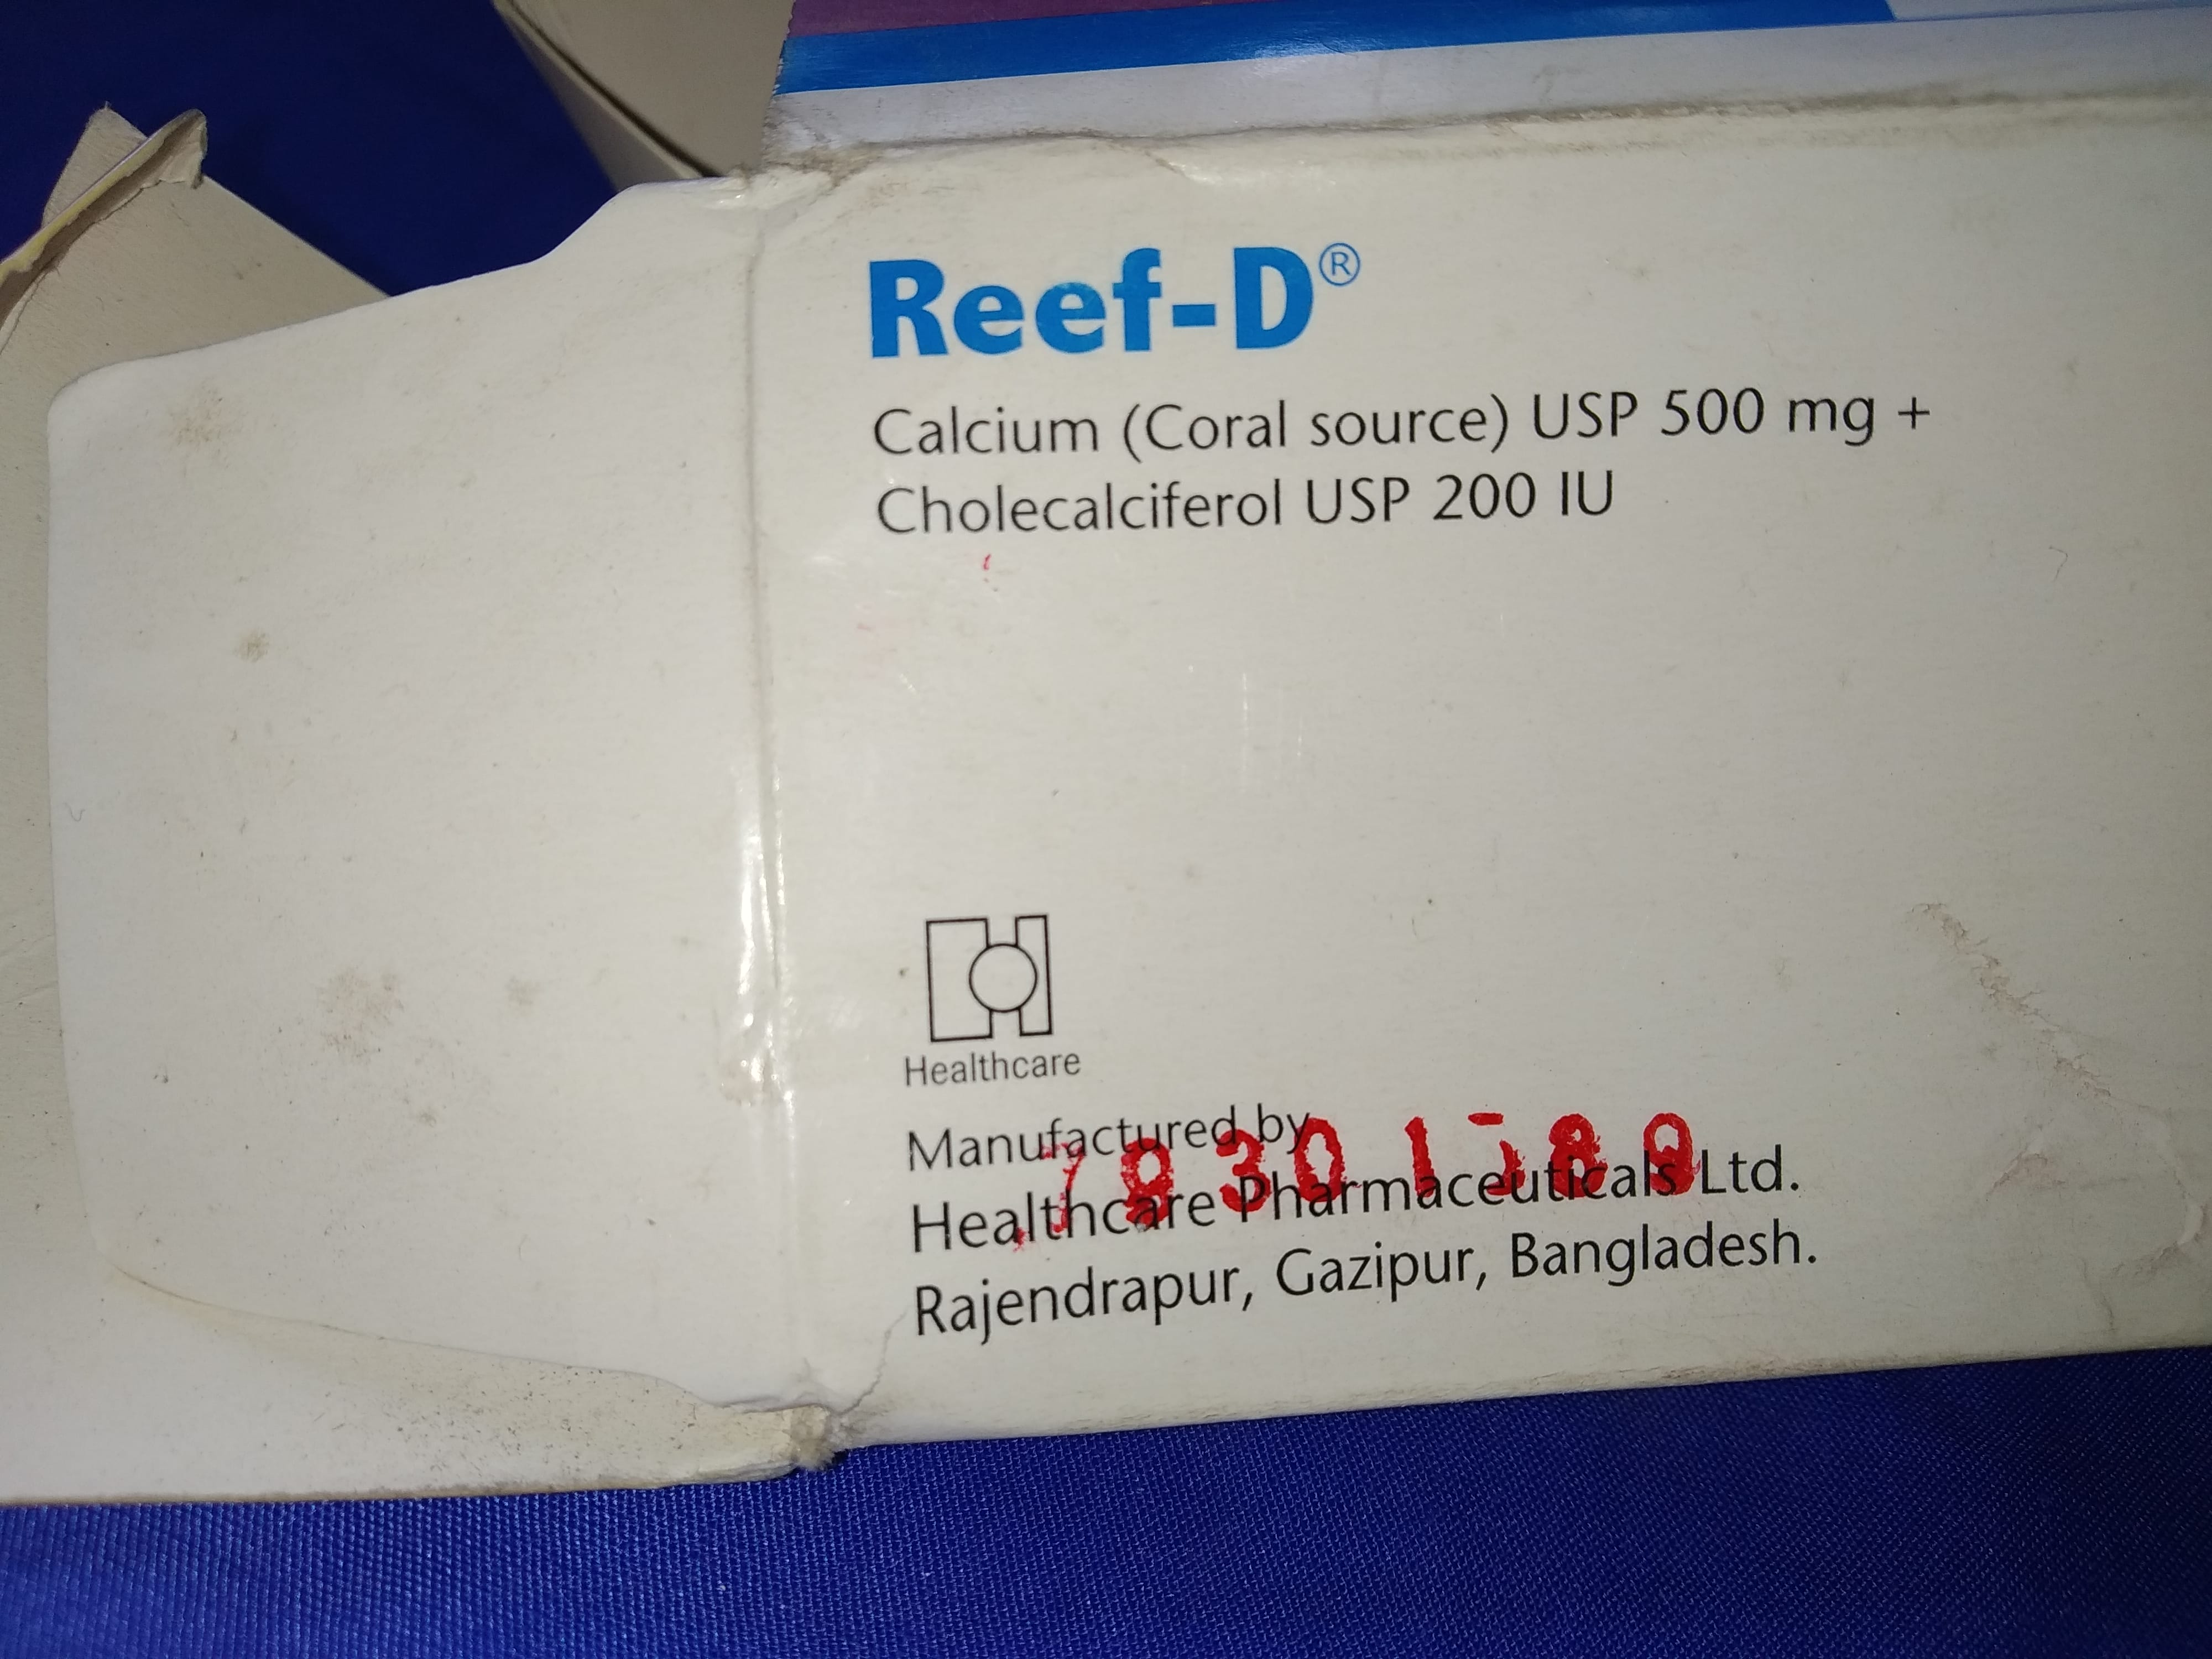 Reef-D®
Calcium (Coral source) USP 500 mg +
Cholecalciferol USP 200 IU
Healthcare
Manufactured by
Healthcare Pharmaceuticals Ltd.
Rajendrapur, Gazipur, Bangladesh.